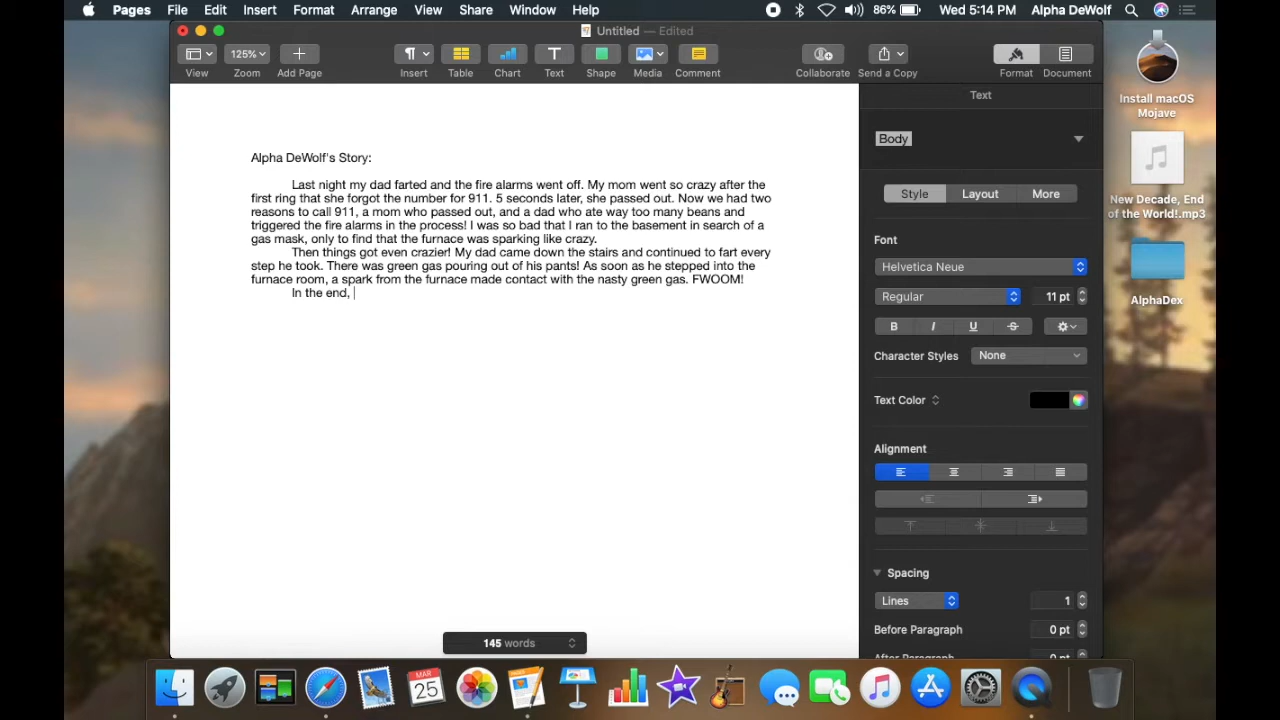 Pages File Edit Insert Format Arrange View Share Window Help 86% Wed 5:14 PM Alpha DeWolf
Untitled — Edited
125%
View Zoom Add Page Insert Table Chart Text Shape Media Comment Collaborate Send a Copy Format Document
Text
Body
Style Layout More
Font
Helvetica Neue
Regular 11 pt
B I U S
Character Styles None
Text Color
Alignment
Spacing
Lines 1
Before Paragraph 0 pt
After Paragraph 0 pt
Alpha DeWolf's Story:
Last night my dad farted and the fire alarms went off. My mom went so crazy after the
first ring that she forgot the number for 911. 5 seconds later, she passed out. Now we had two
reasons to call 911, a mom who passed out, and a dad who ate way too many beans and
triggered the fire alarms in the process! I was so bad that I ran to the basement in search of a
gas mask, only to find that the furnace was sparking like crazy.
Then things got even crazier! My dad came down the stairs and continued to fart every
step he took. There was green gas pouring out of his pants! As soon as he stepped into the
furnace room, a spark from the furnace made contact with the nasty green gas. FWOOM!
In the end,
145 words
Install macOS
Mojave
New Decade, End
of the World!.mp3
AlphaDex
MAR
25